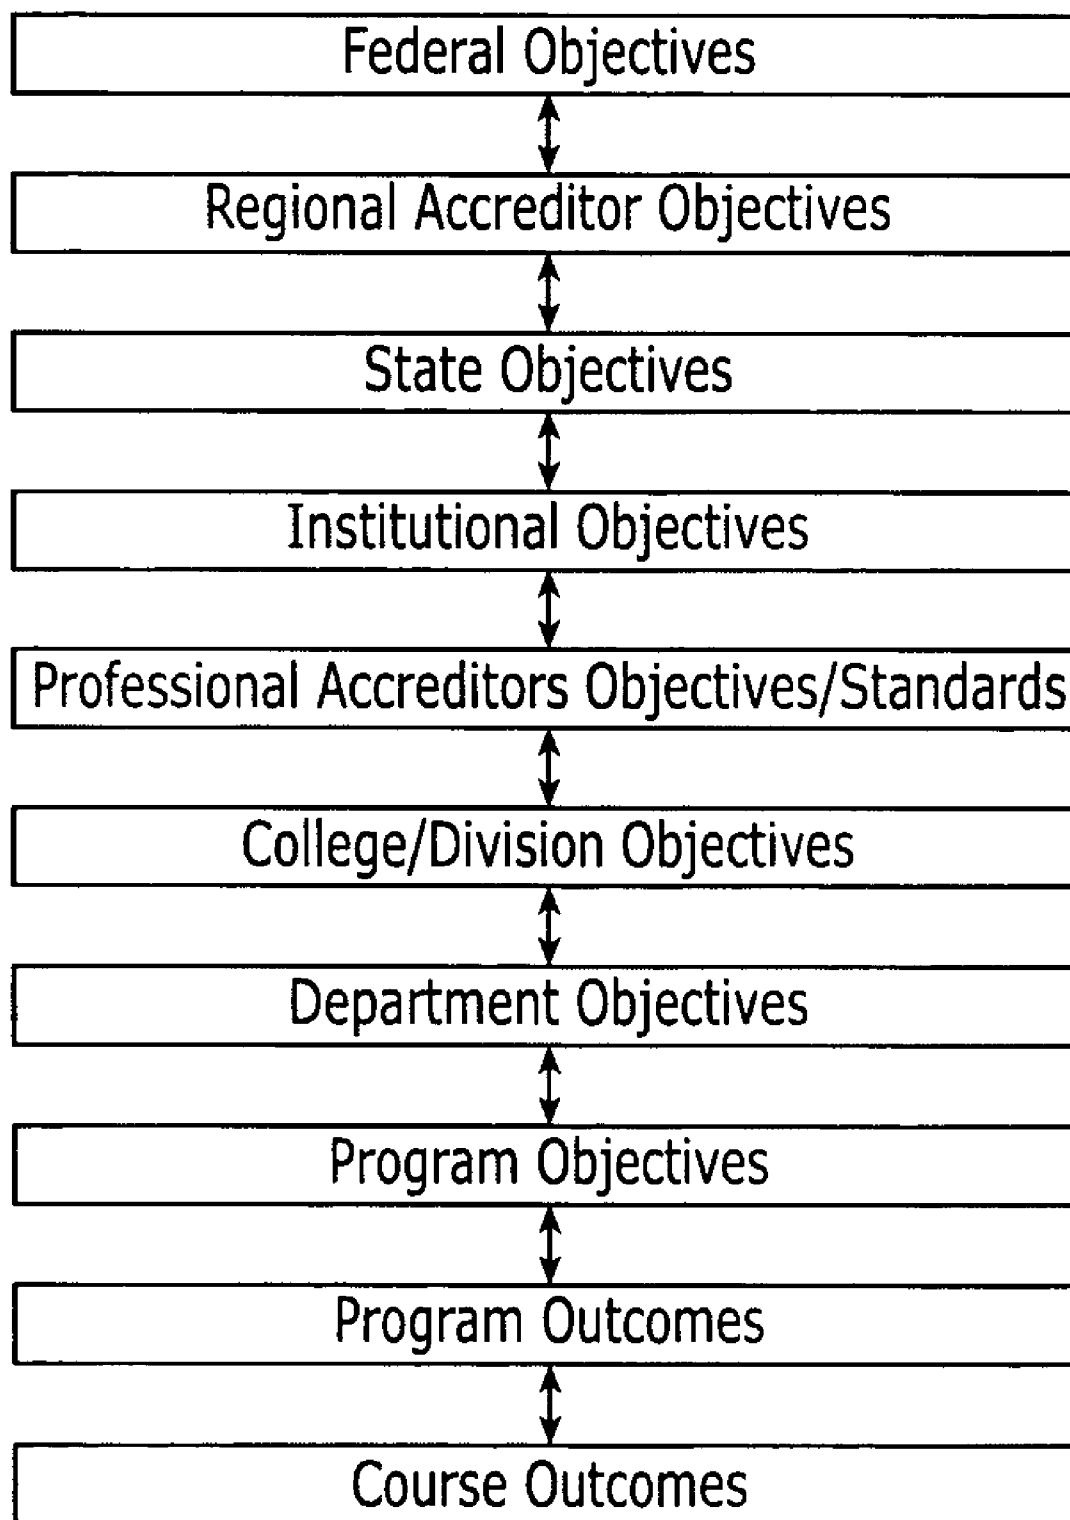 Federal Objectives
Regional Accreditor Objectives
State Objectives
Institutional Objectives
Professional Accreditors Objectives/Standards
College/Division Objectives
Department Objectives
Program Objectives
Program Outcomes
Course Outcomes